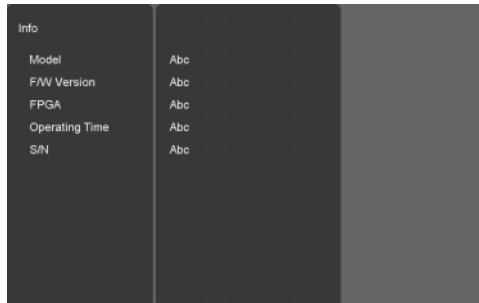 Info
Model Abc
F/W Version Abc
FPGA Abc
Operating Time Abc
S/N Abc